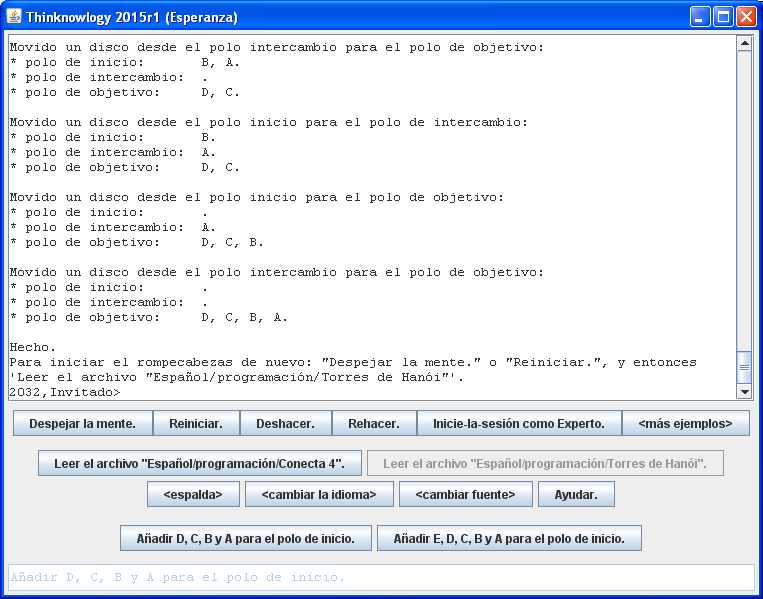 Thinknowlogy 2015r1 (Esperanza)
Movido un disco desde el polo intercambio para el polo de objetivo:
* polo de inicio:       B, A.
* polo de intercambio:  .
* polo de objetivo:     D, C.
Movido un disco desde el polo inicio para el polo de intercambio:
* polo de inicio:       B.
* polo de intercambio:  A.
* polo de objetivo:     D, C.
Movido un disco desde el polo inicio para el polo de objetivo:
* polo de inicio:       .
* polo de intercambio:  A.
* polo de objetivo:     D, C, B.
Movido un disco desde el polo intercambio para el polo de objetivo:
* polo de inicio:       .
* polo de intercambio:  .
* polo de objetivo:     D, C, B, A.
Hecho.
Para iniciar el rompecabezas de nuevo: "Despejar la mente." o "Reiniciar.", y entonces
'Leer el archivo "Español/programación/Torres de Hanói"'.
2032,Invitado>
Despejar la mente. Reiniciar. Deshacer. Rehacer. Inicie-la-sesión como Experto. <más ejemplos>
Leer el archivo "Español/programación/Conecta 4". Leer el archivo "Español/programación/Torres de Hanói".
<espalda> <cambiar la idioma> <cambiar fuente> Ayudar.
Añadir D, C, B y A para el polo de inicio. Añadir E, D, C, B y A para el polo de inicio.
Añadir D, C, B y A para el polo de inicio.